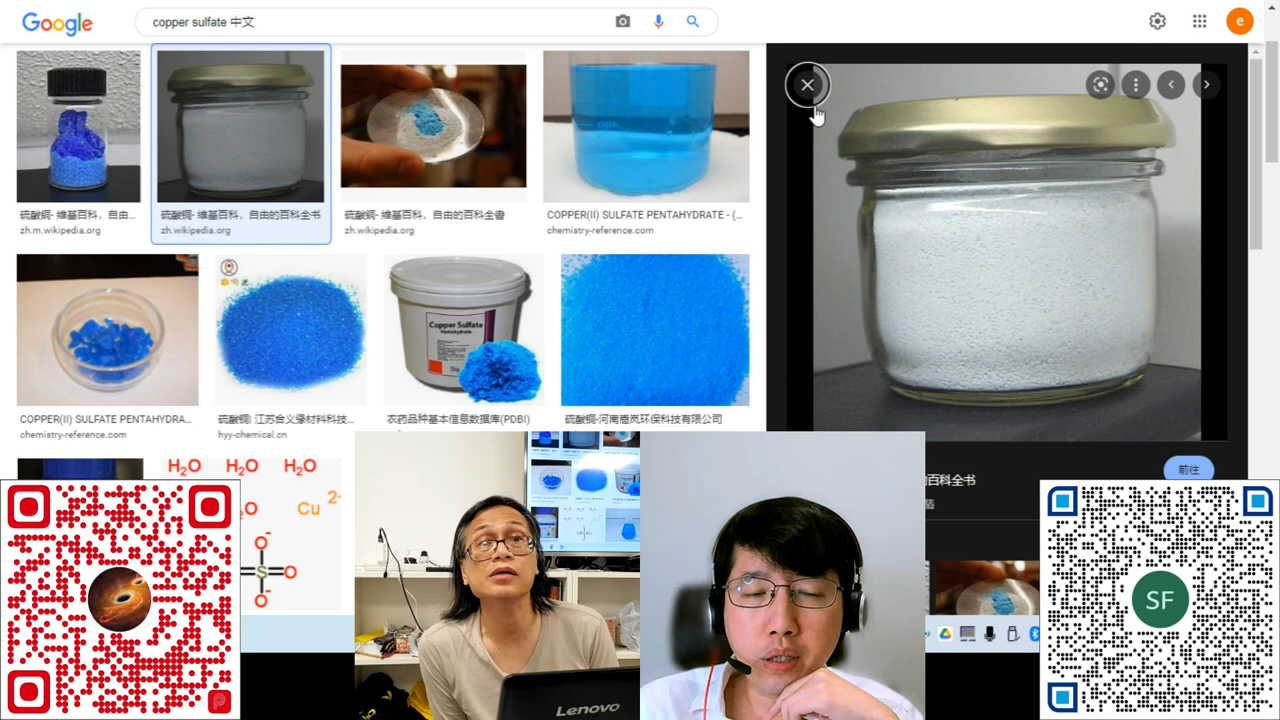 Google
copper sulfate 中文
e
硫酸铜- 维基百科，自由...
zh.m.wikipedia.org
硫酸铜- 维基百科，自由的百科全书
zh.wikipedia.org
硫酸铜- 维基百科，自由的百科全書
zh.wikipedia.org
COPPER(II) SULFATE PENTAHYDRATE - (...
chemistry-reference.com
Copper Sulfate
Pentahydrate
COPPER(II) SULFATE PENTAHYDRA...
chemistry-reference.com
硫酸铜| 江苏合义缘材料科技...
hyy-chemical.cn
农药品种基本信息数据库(PDBI)
硫酸铜-河南嵩岚环保科技有限公司
H₂O H₂O H₂O
Cu 2-
O-
S O
O-
百科全书
前往
Lenovo
SF